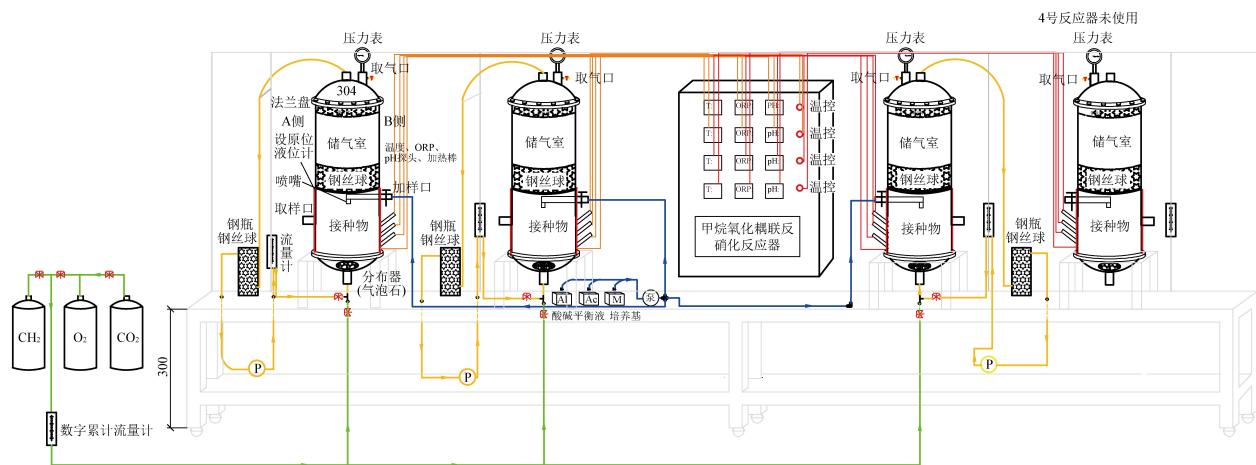 4号反应器未使用
压力表
压力表
压力表
压力表
取气口
取气口
取气口
取气口
304
法兰盘
A侧
B侧
设原位
液位计
储气室
温度、ORP、
pH探头、加热棒
喷嘴
钢丝球
加样口
取样口
接种物
钢瓶
钢丝球
流量计
分布器
(气泡石)
储气室
钢丝球
接种物
钢瓶
钢丝球
T:
ORP
PH:
温控
T:
ORP
pH:
温控
T:
ORP
pH:
温控
T:
ORP
pH:
温控
甲烷氧化耦联反
硝化反应器
储气室
钢丝球
接种物
钢瓶
钢丝球
储气室
钢丝球
接种物
Al
Ac
M
泵
酸碱平衡液
培养基
CH2
O2
CO2
P
P
P
300
数字累计流量计